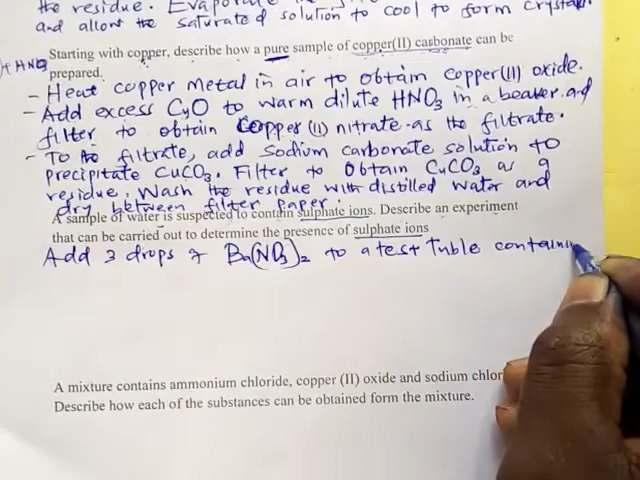 the residue. Evaporate the
and allow the saturated solution to cool to form crystals.
Starting with copper, describe how a pure sample of copper(II) carbonate can be
+ HNO3
prepared.
- Heat copper metal in air to obtain copper(II) oxide.
- Add excess CuO to warm dilute HNO3 in a beaker and
filter to obtain copper (II) nitrate as the filtrate.
- To the filtrate, add sodium carbonate solution to
precipitate CuCO3. Filter to obtain CuCO3 as a
residue. Wash the residue with distilled water and
dry between filter paper.
A sample of water is suspected to contain sulphate ions. Describe an experiment
that can be carried out to determine the presence of sulphate ions
Add 3 drops of Ba(NO3)2 to a test tuble containin
A mixture contains ammonium chloride, copper (II) oxide and sodium chlor
Describe how each of the substances can be obtained form the mixture.